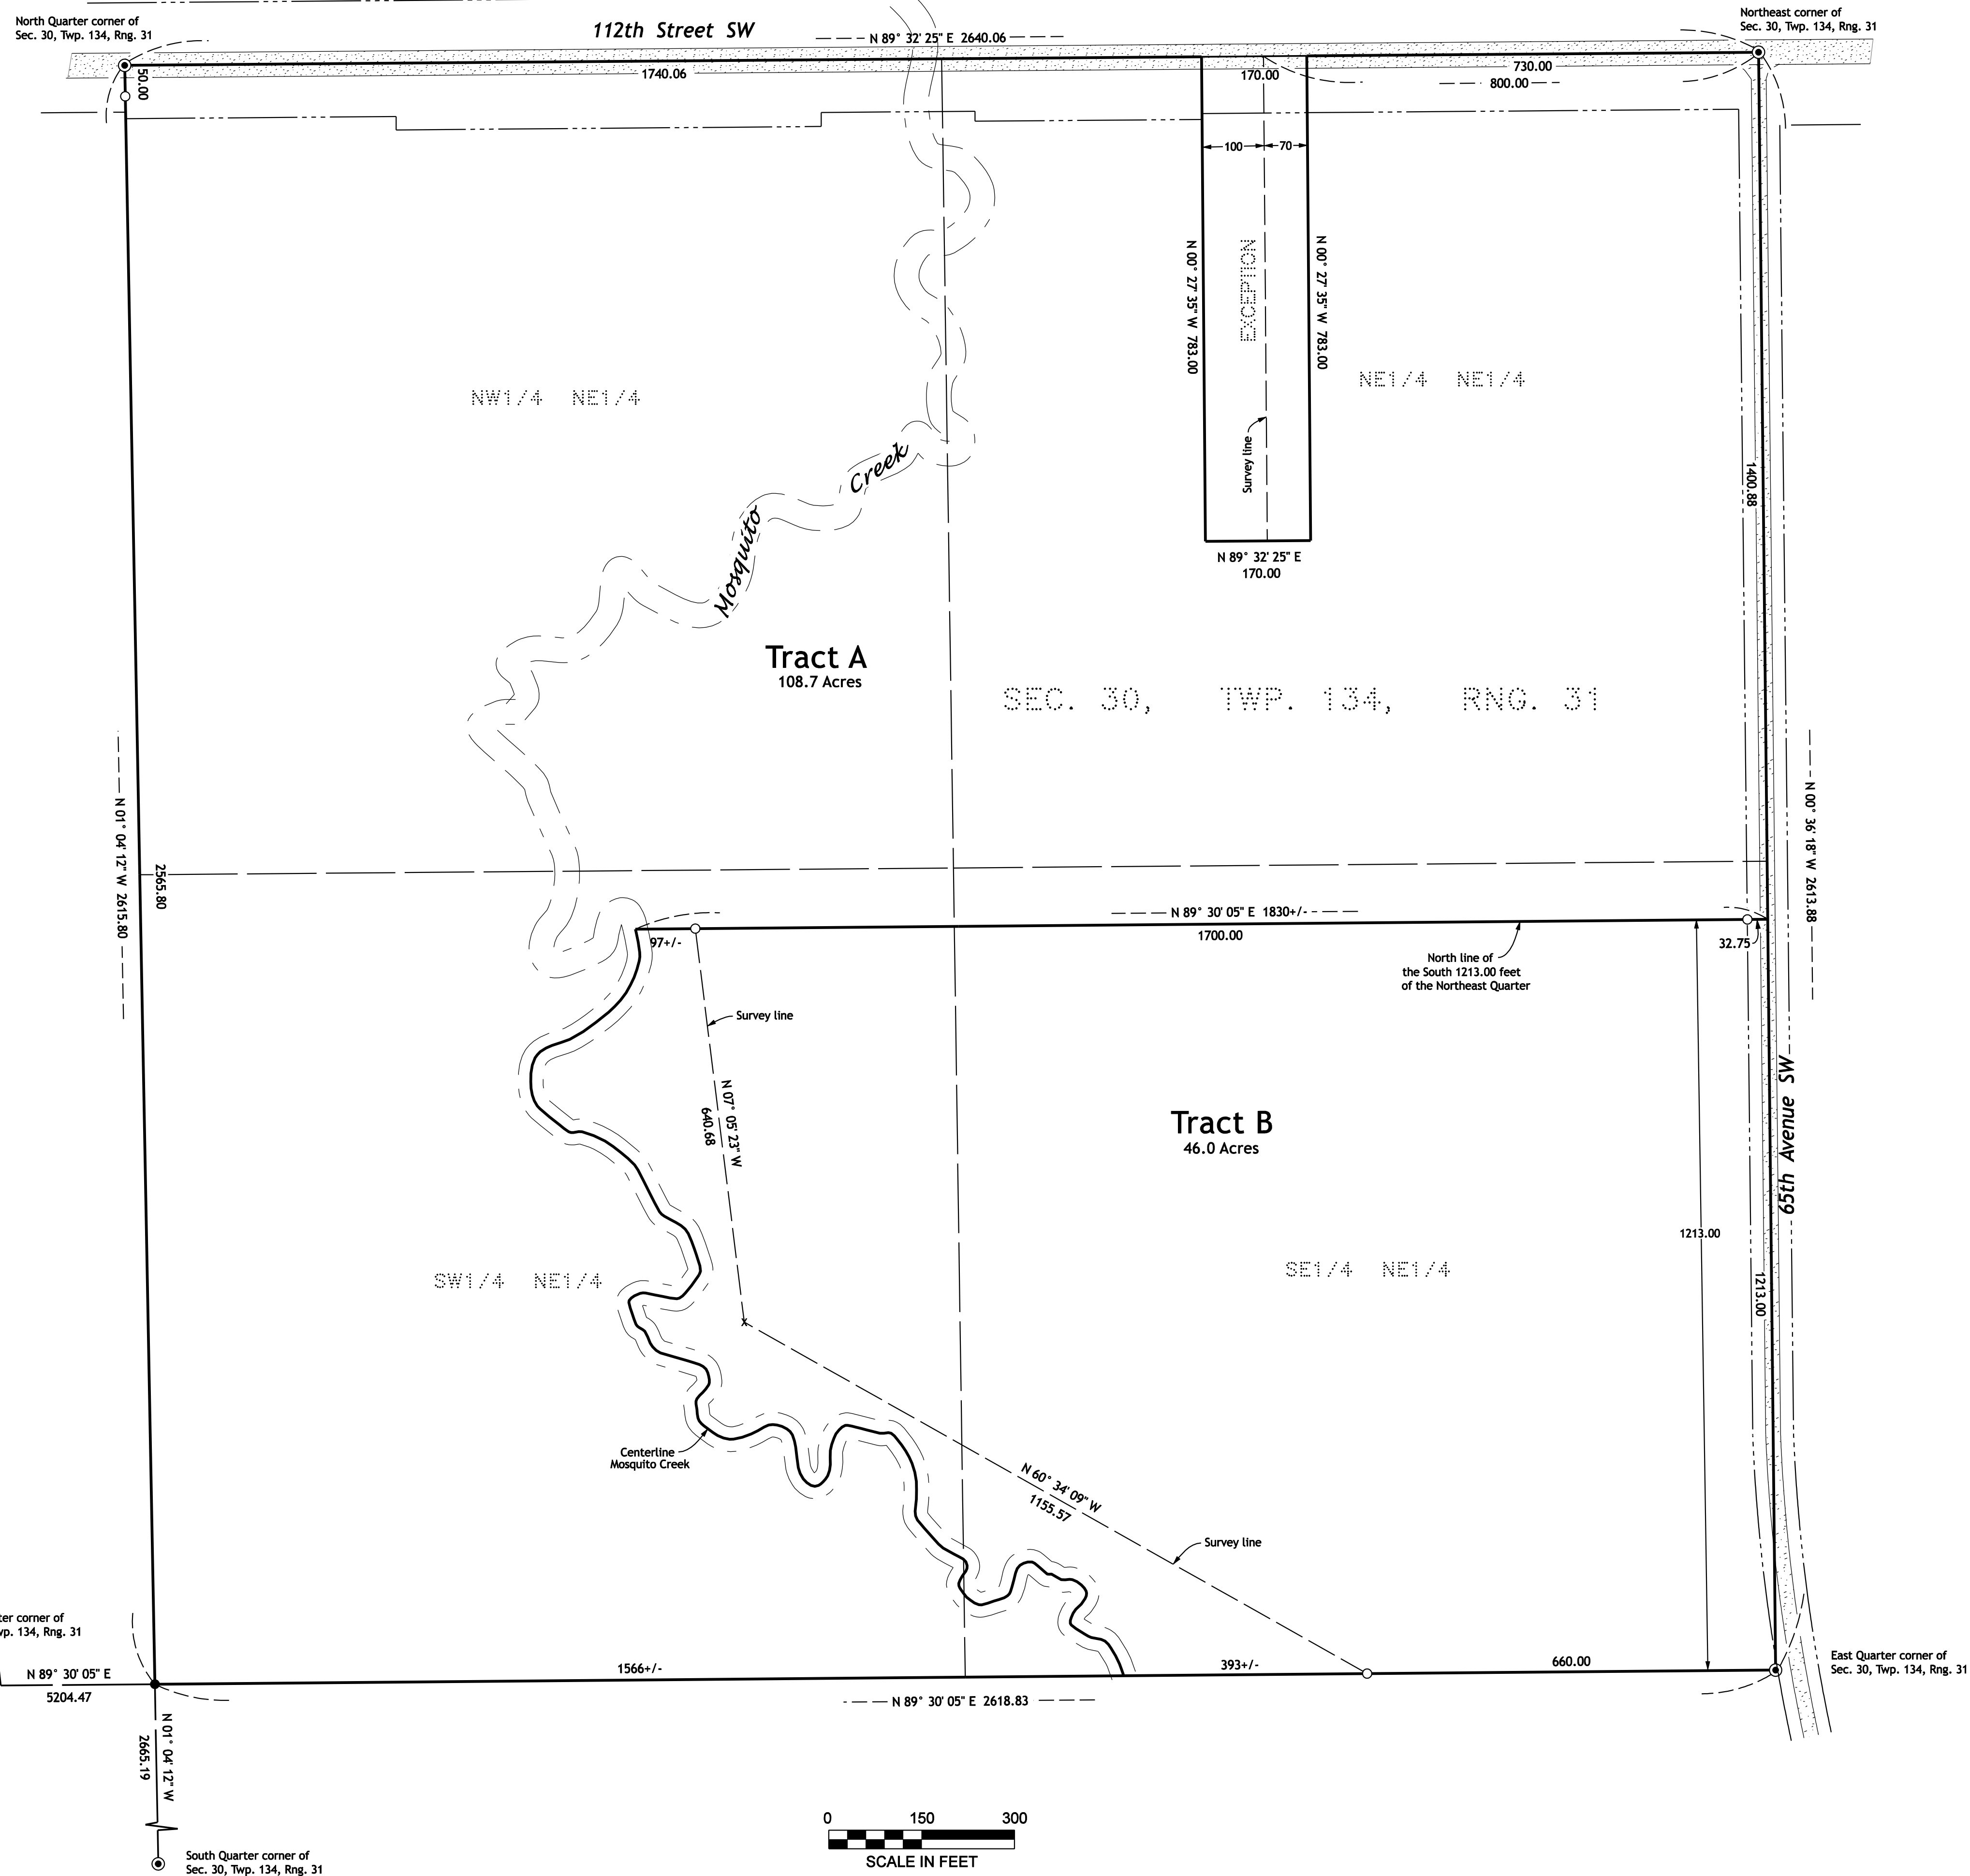 North Quarter corner of
Sec. 30, Twp. 134, Rng. 31
112th Street SW
N 89° 32' 25" E 2640.06
Northeast corner of
Sec. 30, Twp. 134, Rng. 31
50.00
1740.06
170.00
730.00
800.00
100
70
N 00° 27' 35" W 783.00
EXCEPTION
N 00° 27' 35" W 783.00
NW1/4 NE1/4
NE1/4 NE1/4
Survey line
Mosquito Creek
1400.88
N 89° 32' 25" E
170.00
Tract A
108.7 Acres
SEC. 30, TWP. 134, RNG. 31
N 01° 04' 12" W 2615.80
2565.80
N 00° 36' 18" W 2613.88
N 89° 30' 05" E 1830+/-
97+/-
1700.00
32.75
North line of
the South 1213.00 feet
of the Northeast Quarter
Survey line
N 07° 05' 23" W
640.68
65th Avenue SW
Tract B
46.0 Acres
1213.00
1213.00
SW1/4 NE1/4
SE1/4 NE1/4
Centerline
Mosquito Creek
N 60° 34' 09" W
1155.57
Survey line
ter corner of
wp. 134, Rng. 31
N 89° 30' 05" E
5204.47
1566+/-
393+/-
660.00
East Quarter corner of
Sec. 30, Twp. 134, Rng. 31
N 89° 30' 05" E 2618.83
N 01° 04' 12" W
2665.19
0 150 300
SCALE IN FEET
South Quarter corner of
Sec. 30, Twp. 134, Rng. 31